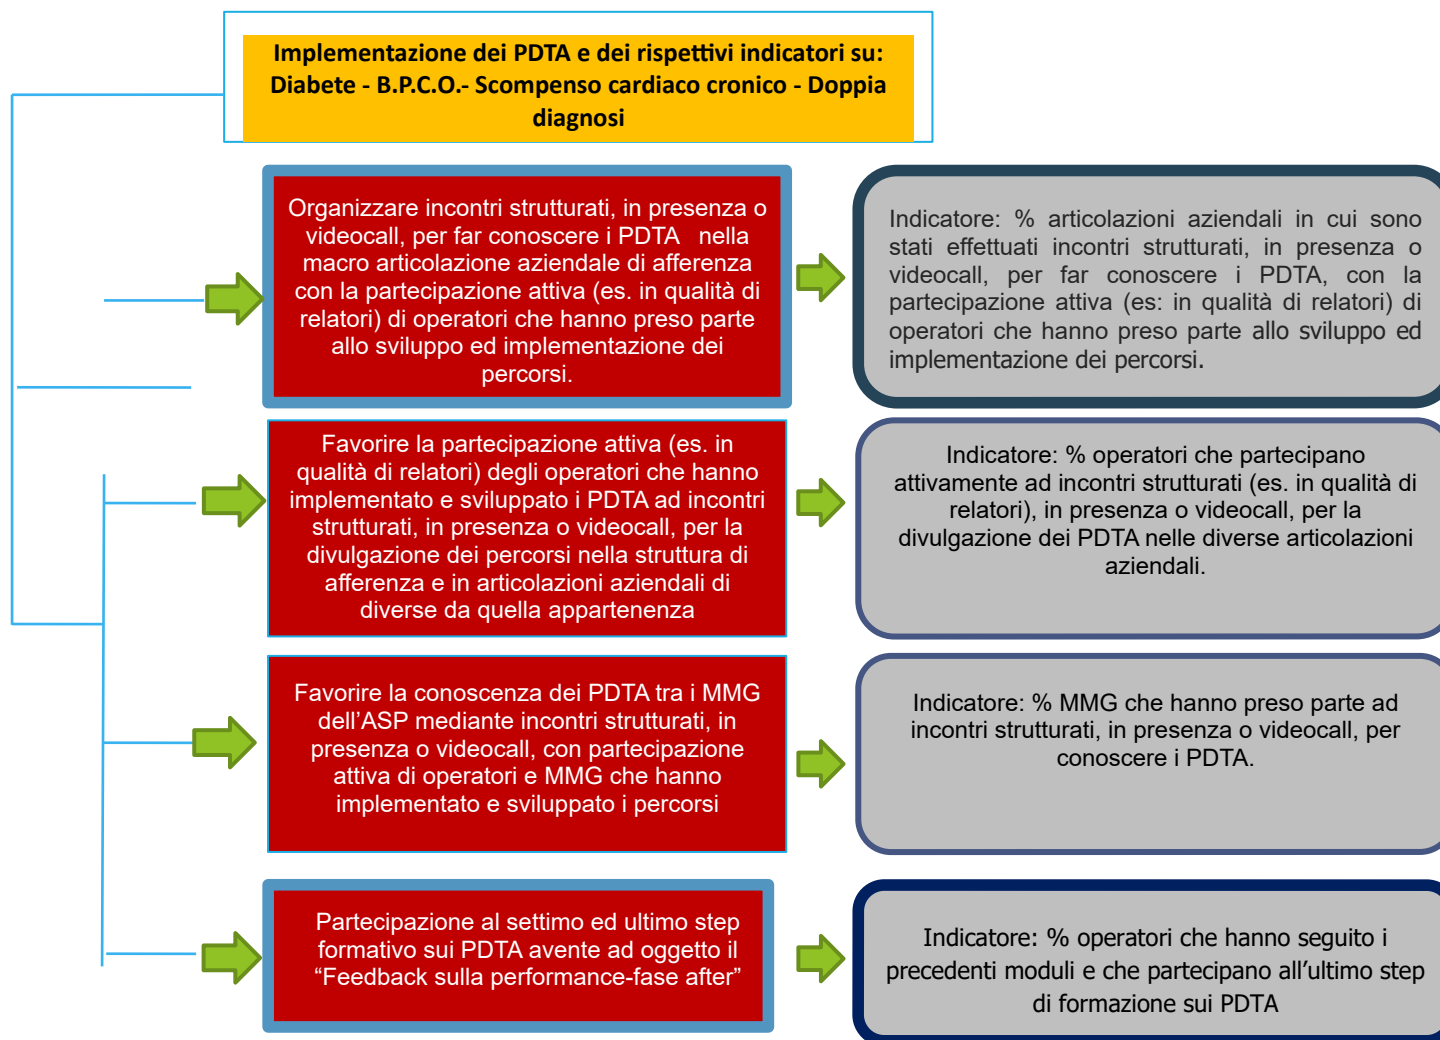 Implementazione dei PDTA e dei rispettivi indicatori su:
Diabete - B.P.C.O.- Scompenso cardiaco cronico - Doppia
diagnosi
Organizzare incontri strutturati, in presenza o
videocall, per far conoscere i PDTA nella
macro articolazione aziendale di afferenza
con la partecipazione attiva (es. in qualità di
relatori) di operatori che hanno preso parte
allo sviluppo ed implementazione dei
percorsi.
Indicatore: % articolazioni aziendali in cui sono
stati effettuati incontri strutturati, in presenza o
videocall, per far conoscere i PDTA, con la
partecipazione attiva (es: in qualità di relatori) di
operatori che hanno preso parte allo sviluppo ed
implementazione dei percorsi.
Favorire la partecipazione attiva (es. in
qualità di relatori) degli operatori che hanno
implementato e sviluppato i PDTA ad incontri
strutturati, in presenza o videocall, per la
divulgazione dei percorsi nella struttura di
afferenza e in articolazioni aziendali di
diverse da quella appartenenza
Indicatore: % operatori che partecipano
attivamente ad incontri strutturati (es. in qualità di
relatori), in presenza o videocall, per la
divulgazione dei PDTA nelle diverse articolazioni
aziendali.
Favorire la conoscenza dei PDTA tra i MMG
dell’ASP mediante incontri strutturati, in
presenza o videocall, con partecipazione
attiva di operatori e MMG che hanno
implementato e sviluppato i percorsi
Indicatore: % MMG che hanno preso parte ad
incontri strutturati, in presenza o videocall, per
conoscere i PDTA.
Partecipazione al settimo ed ultimo step
formativo sui PDTA avente ad oggetto il
“Feedback sulla performance-fase after”
Indicatore: % operatori che hanno seguito i
precedenti moduli e che partecipano all’ultimo step
di formazione sui PDTA